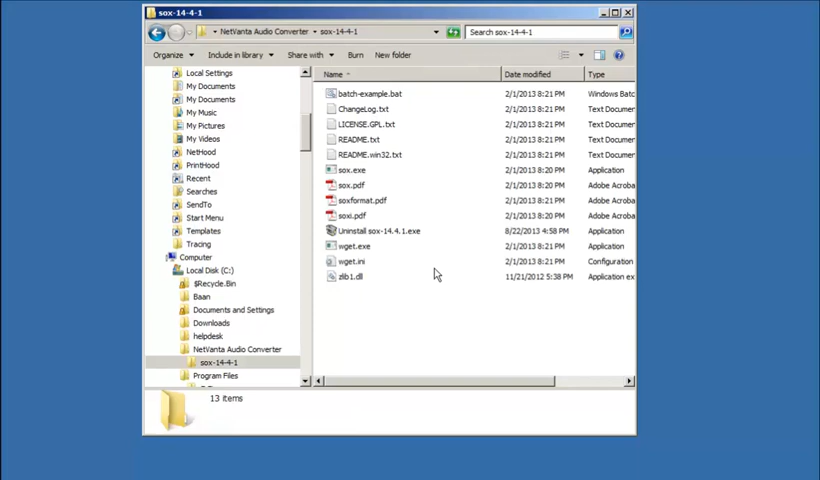 sox-14-4-1
NetVanta Audio Converter
sox-14-4-1
Search sox-14-4-1
Organize
Include in library
Share with
Burn
New folder
Name
Date modified
Type
Local Settings
My Documents
My Documents
My Music
My Pictures
My Videos
NetHood
PrintHood
Recent
Searches
SendTo
Start Menu
Templates
Tracing
Computer
Local Disk (C:)
$Recycle.Bin
Baan
Documents and Settings
Downloads
helpdesk
NetVanta Audio Converter
sox-14-4-1
Program Files
batch-example.bat 2/1/2013 8:21 PM Windows Batc
ChangeLog.txt 2/1/2013 8:21 PM Text Documen
LICENSE.GPL.txt 2/1/2013 8:21 PM Text Documen
README.txt 2/1/2013 8:21 PM Text Documen
README.win32.txt 2/1/2013 8:21 PM Text Documen
sox.exe 2/1/2013 8:20 PM Application
sox.pdf 2/1/2013 8:20 PM Adobe Acroba
soxformat.pdf 2/1/2013 8:21 PM Adobe Acroba
soxi.pdf 2/1/2013 8:21 PM Adobe Acroba
Uninstall sox-14.4.1.exe 8/22/2013 4:58 PM Application
wget.exe 2/1/2013 8:21 PM Application
wget.ini 2/1/2013 8:21 PM Configuration
zlib1.dll 11/21/2012 5:38 PM Application ex
13 items